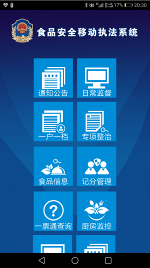 17% 20:30
食品安全移动执法系统
通知公告 日常监督
一户一档 专项整治
食品信息 记分管理
一票通查询 厨房监控